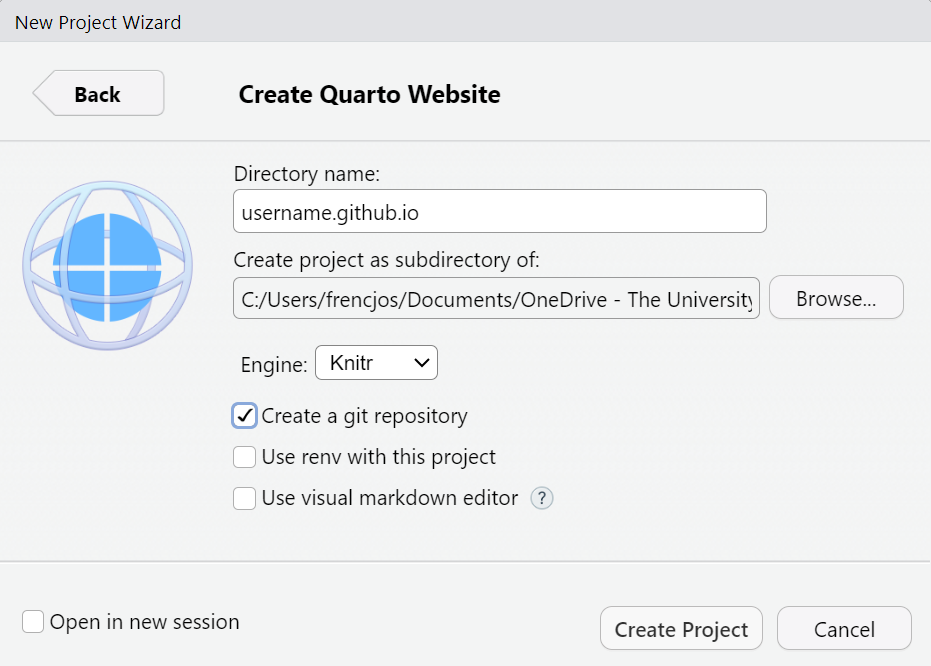 New Project Wizard
Back
Create Quarto Website
Directory name:
username.github.io
Create project as subdirectory of:
C:/Users/frencjos/Documents/OneDrive - The University
Browse...
Engine: Knitr
Create a git repository
Use renv with this project
Use visual markdown editor ?
Open in new session
Create Project
Cancel